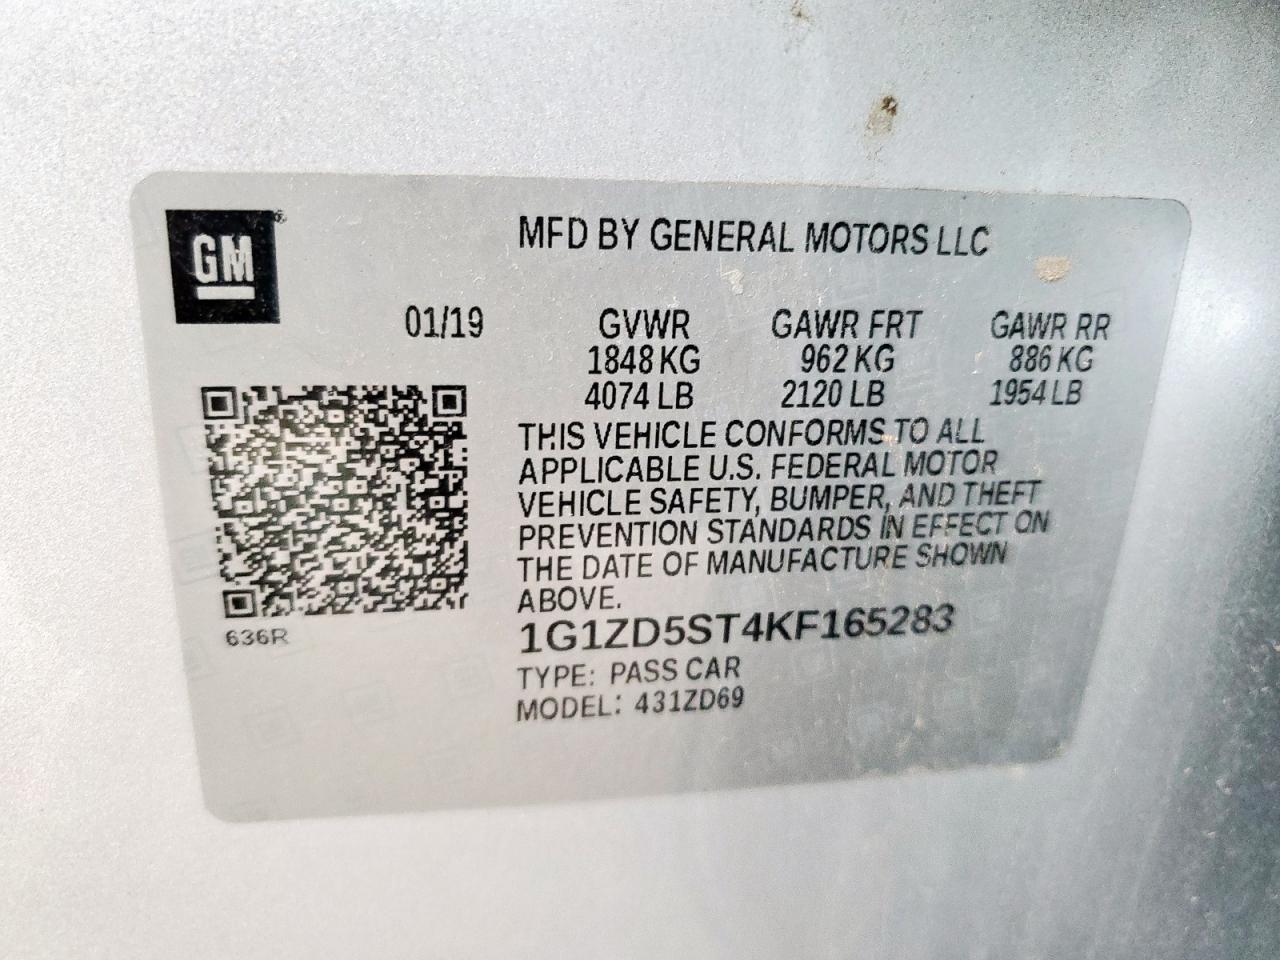 GM®
MFD BY GENERAL MOTORS LLC
01/19 GVWR GAWR FRT GAWR RR
1848 KG 962 KG 886 KG
4074 LB 2120 LB 1954 LB
THIS VEHICLE CONFORMS TO ALL
APPLICABLE U.S. FEDERAL MOTOR
VEHICLE SAFETY, BUMPER, AND THEFT
PREVENTION STANDARDS IN EFFECT ON
THE DATE OF MANUFACTURE SHOWN
ABOVE.
636R
1G1ZD5ST4KF165283
TYPE: PASS CAR
MODEL: 431ZD69